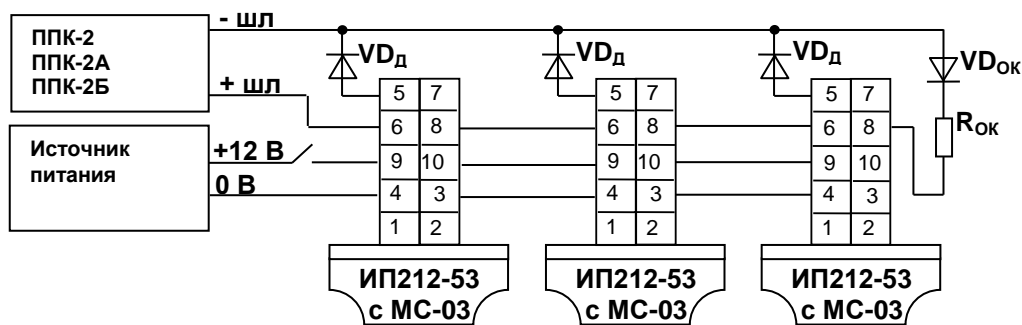 - ШЛ
ППК-2
ППК-2А
ППК-2Б
+ ШЛ
Источник
питания
+12 В
0 В
VDД
VDД
VDД
VDОК
RОК
5 7
6 8
9 10
4 3
1 2
5 7
6 8
9 10
4 3
1 2
5 7
6 8
9 10
4 3
1 2
ИП212-53
с МС-03
ИП212-53
с МС-03
ИП212-53
с МС-03